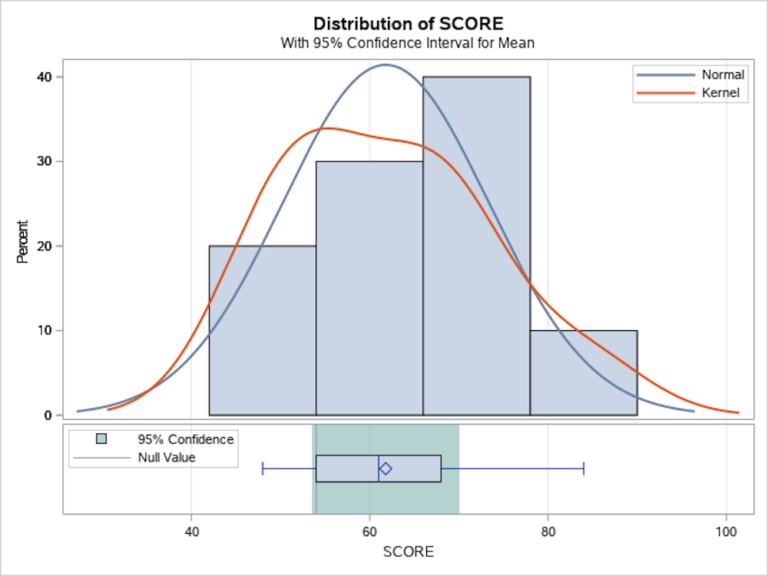 Distribution of SCORE
With 95% Confidence Interval for Mean
Normal
Kernel
40
30
20
10
0
Percent
95% Confidence
Null Value
40 60 80 100
SCORE